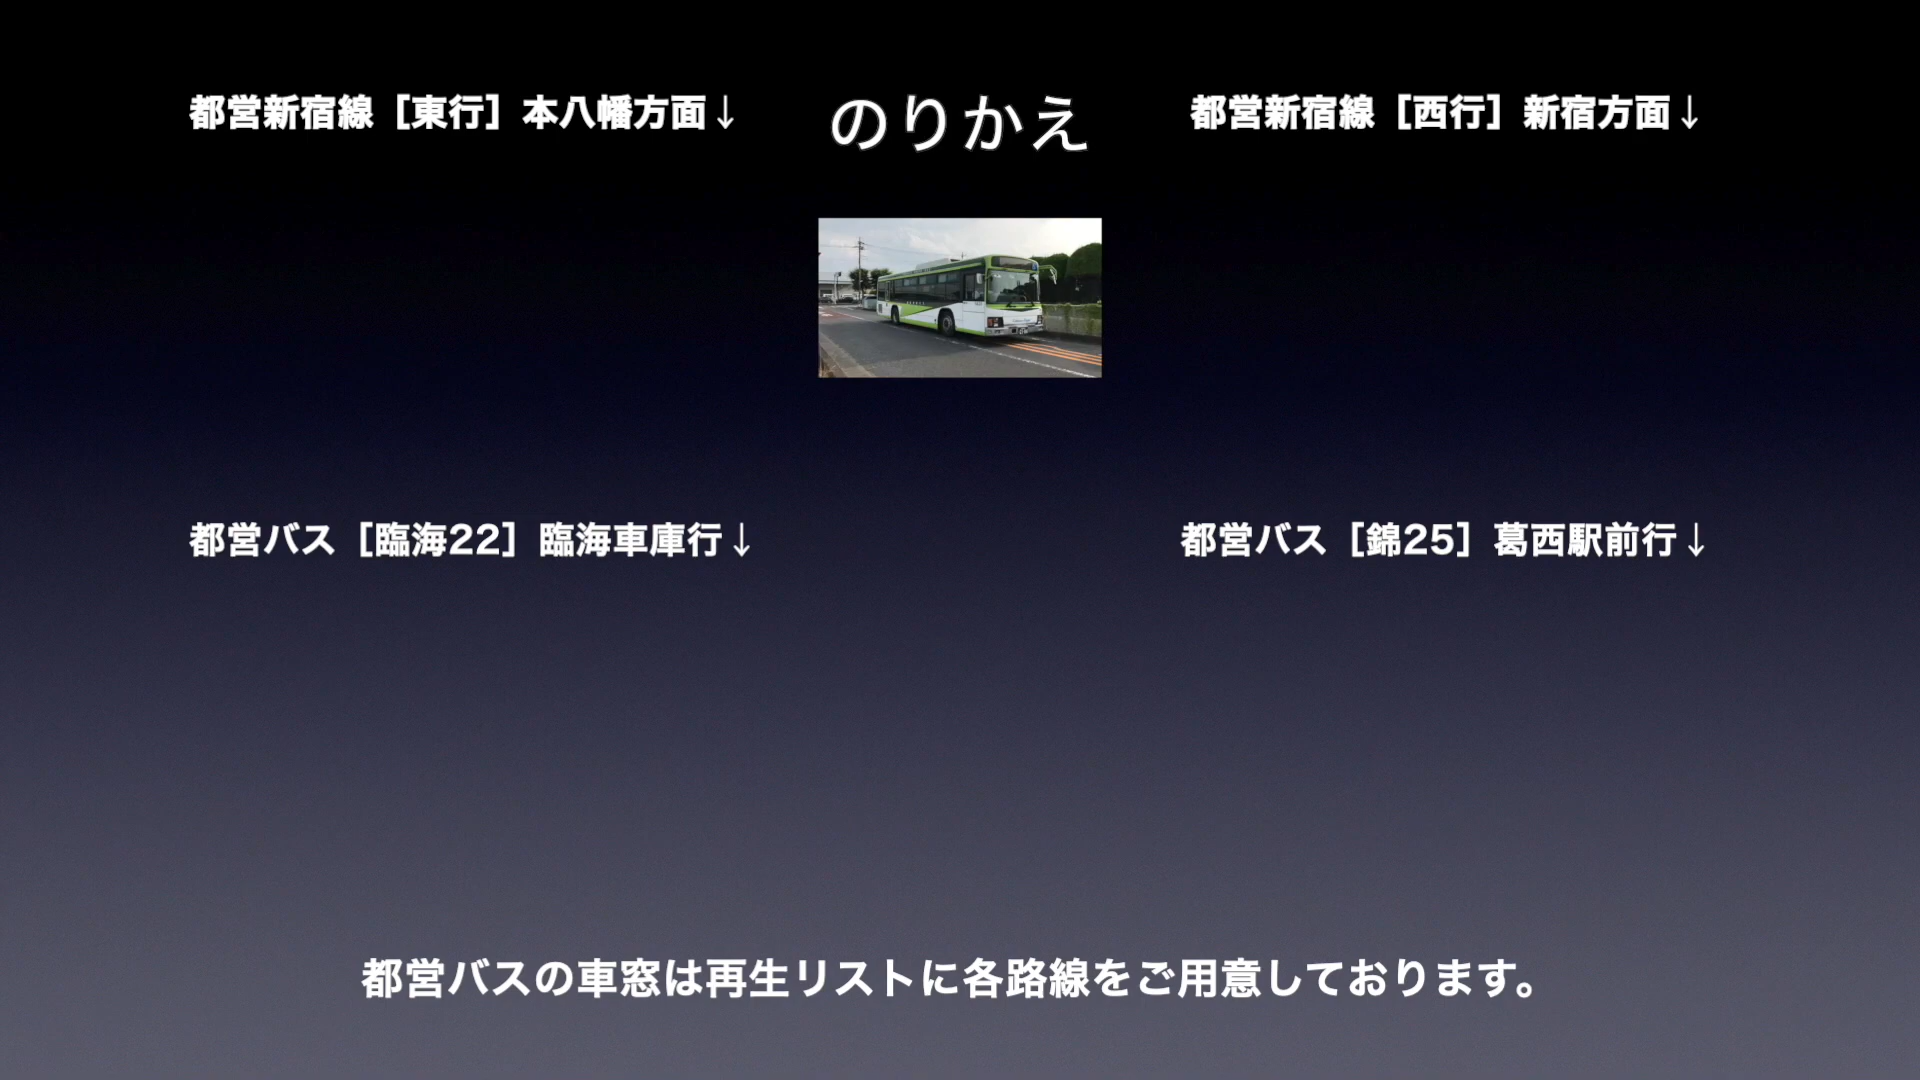 都営新宿線［東行］本八幡方面↓
のりかえ
都営新宿線［西行］新宿方面↓
都営バス［臨海22］臨海車庫行↓
都営バス［錦25］葛西駅前行↓
都営バスの車窓は再生リストに各路線をご用意しております。